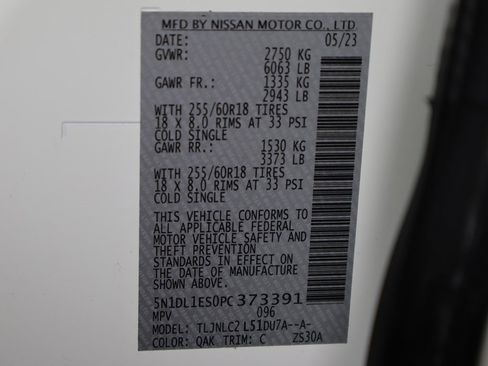 MFD BY NISSAN MOTOR CO., LTD.
DATE: 05/23
GVWR: 2750 KG
6063 LB
GAWR FR.: 1335 KG
2943 LB
WITH 255/60R18 TIRES
18 X 8.0 RIMS AT 33 PSI
COLD SINGLE
GAWR RR.: 1530 KG
3373 LB
WITH 255/60R18 TIRES
18 X 8.0 RIMS AT 33 PSI
COLD SINGLE
THIS VEHICLE CONFORMS TO
ALL APPLICABLE FEDERAL
MOTOR VEHICLE SAFETY AND
THEFT PREVENTION
STANDARDS IN EFFECT ON
THE DATE OF MANUFACTURE
SHOWN ABOVE.
5N1DL1ES0PC373391
MPV 096
MODEL: TLJNLC2 L51DU7A--A-
COLOR: QAK TRIM: C ZS30A